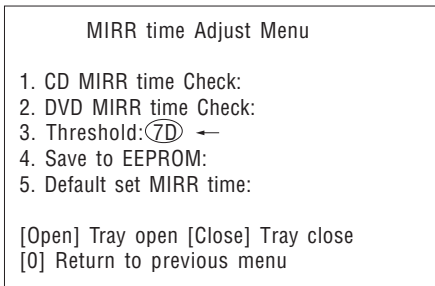 MIRR time Adjust Menu
1. CD MIRR time Check:
2. DVD MIRR time Check:
3. Threshold:7D ←
4. Save to EEPROM:
5. Default set MIRR time:
[Open] Tray open [Close] Tray close
[0] Return to previous menu